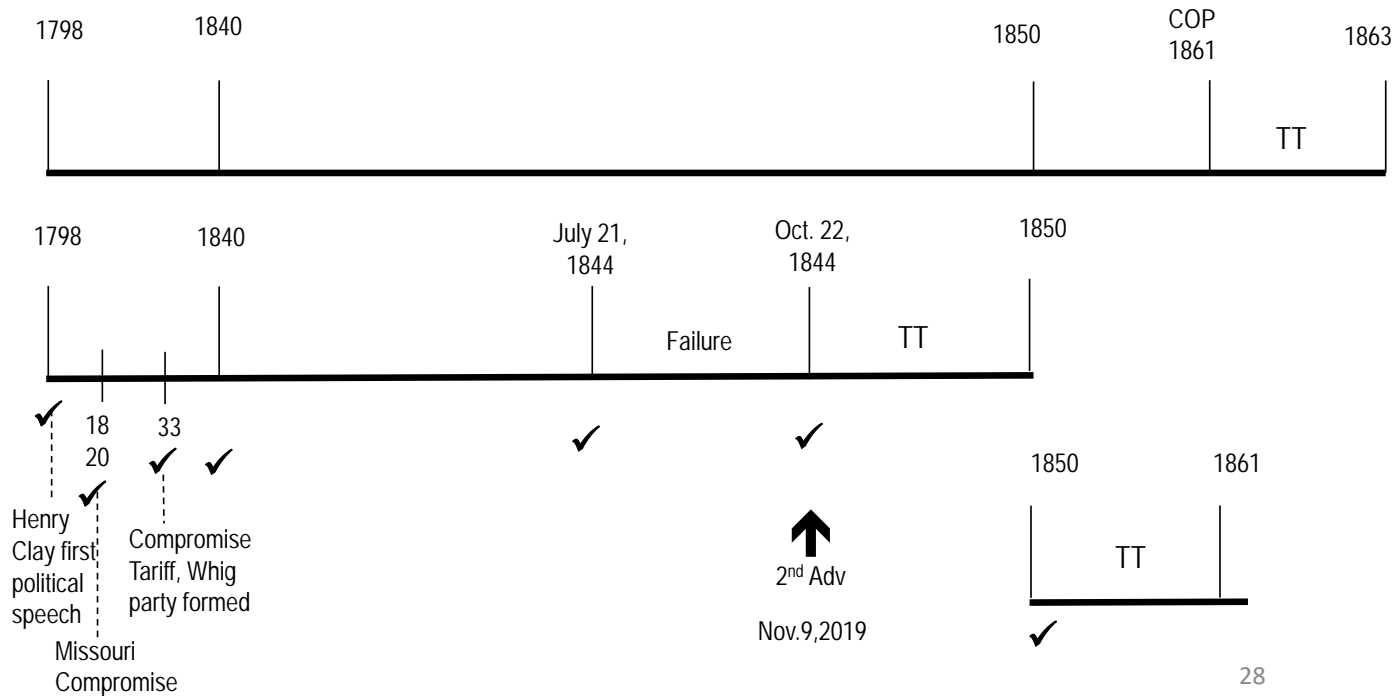 1798
1840
1850
COP
1861
1863
TT
1798
1840
July 21,
1844
Oct. 22,
1844
1850
Failure
TT
18
20
33
Henry
Clay first
political
speech
Missouri
Compromise
Compromise
Tariff, Whig
party formed
2nd Adv
Nov.9,2019
1850
1861
TT
28